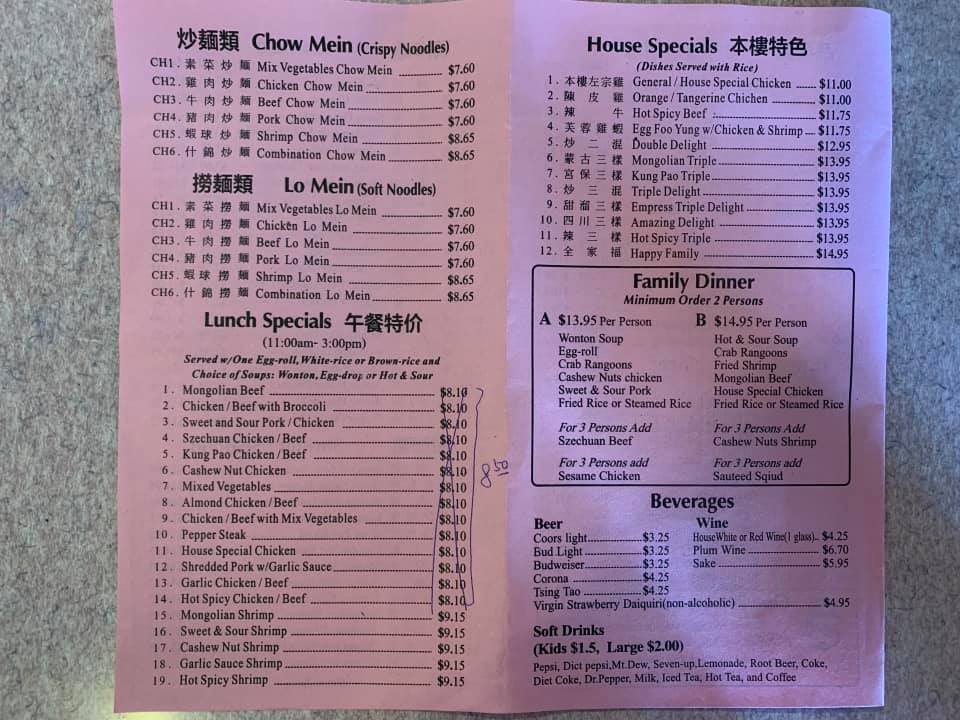 炒麵類 Chow Mein (Crispy Noodles)
CH1. 素菜炒麵 Mix Vegetables Chow Mein $7.60
CH2. 雞肉炒麵 Chicken Chow Mein $7.60
CH3. 牛肉炒麵 Beef Chow Mein $7.60
CH4. 豬肉炒麵 Pork Chow Mein $7.60
CH5. 蝦球炒麵 Shrimp Chow Mein $8.65
CH6. 什錦炒麵 Combination Chow Mein $8.65
撈麵類 Lo Mein (Soft Noodles)
CH1. 素菜撈麵 Mix Vegetables Lo Mein $7.60
CH2. 雞肉撈麵 Chicken Lo Mein $7.60
CH3. 牛肉撈麵 Beef Lo Mein $7.60
CH4. 豬肉撈麵 Pork Lo Mein $7.60
CH5. 蝦球撈麵 Shrimp Lo Mein $8.65
CH6. 什錦撈麵 Combination Lo Mein $8.65
Lunch Specials 午餐特价
(11:00am- 3:00pm)
Served w/One Egg-roll, White-rice or Brown-rice and
Choice of Soups: Wonton, Egg-drop or Hot & Sour
1. Mongolian Beef $8.10
2. Chicken / Beef with Broccoli $8.10
3. Sweet and Sour Pork / Chicken $8.10
4. Szechuan Chicken / Beef $8.10
5. Kung Pao Chicken / Beef $8.10
6. Cashew Nut Chicken $8.10
7. Mixed Vegetables $8.10
8. Almond Chicken / Beef $8.10
9. Chicken / Beef with Mix Vegetables $8.10
10. Pepper Steak $8.10
11. House Special Chicken $8.10
12. Shredded Pork w/Garlic Sauce $8.10
13. Garlic Chicken / Beef $8.10
14. Hot Spicy Chicken / Beef $8.10
8.50
15. Mongolian Shrimp $9.15
16. Sweet & Sour Shrimp $9.15
17. Cashew Nut Shrimp $9.15
18. Garlic Sauce Shrimp $9.15
19. Hot Spicy Shrimp $9.15
House Specials 本樓特色
(Dishes Served with Rice)
1. 本樓左宗雞 General / House Special Chicken $11.00
2. 陳皮雞 Orange / Tangerine Chichen $11.00
3. 辣牛 Hot Spicy Beef $11.75
4. 芙蓉雞蝦 Egg Foo Yung w/Chicken & Shrimp $11.75
5. 炒二混 Double Delight $12.95
6. 蒙古三樣 Mongolian Triple $13.95
7. 宮保三樣 Kung Pao Triple $13.95
8. 炒三混 Triple Delight $13.95
9. 甜溜三樣 Empress Triple Delight $13.95
10. 四川三樣 Amazing Delight $13.95
11. 辣三樣 Hot Spicy Triple $13.95
12. 全家福 Happy Family $14.95
Family Dinner
Minimum Order 2 Persons
A $13.95 Per Person
Wonton Soup
Egg-roll
Crab Rangoons
Cashew Nuts chicken
Sweet & Sour Pork
Fried Rice or Steamed Rice
For 3 Persons Add
Szechuan Beef
For 3 Persons add
Sesame Chicken
B $14.95 Per Person
Hot & Sour Soup
Crab Rangoons
Fried Shrimp
Mongolian Beef
House Special Chicken
Fried Rice or Steamed Rice
For 3 Persons Add
Cashew Nuts Shrimp
For 3 Persons add
Sauteed Sqiud
Beverages
Beer
Coors light $3.25
Bud Light $3.25
Budweiser $3.25
Corona $4.25
Tsing Tao $4.25
Virgin Strawberry Daiquiri(non-alcoholic) $4.95
Wine
HouseWhite or Red Wine(1 glass) $4.25
Plum Wine $6.70
Sake $5.95
Soft Drinks
(Kids $1.5, Large $2.00)
Pepsi, Dict pepsi,Mt.Dew, Seven-up,Lemonade, Root Beer, Coke,
Diet Coke, Dr.Pepper, Milk, Iced Tea, Hot Tea, and Coffee